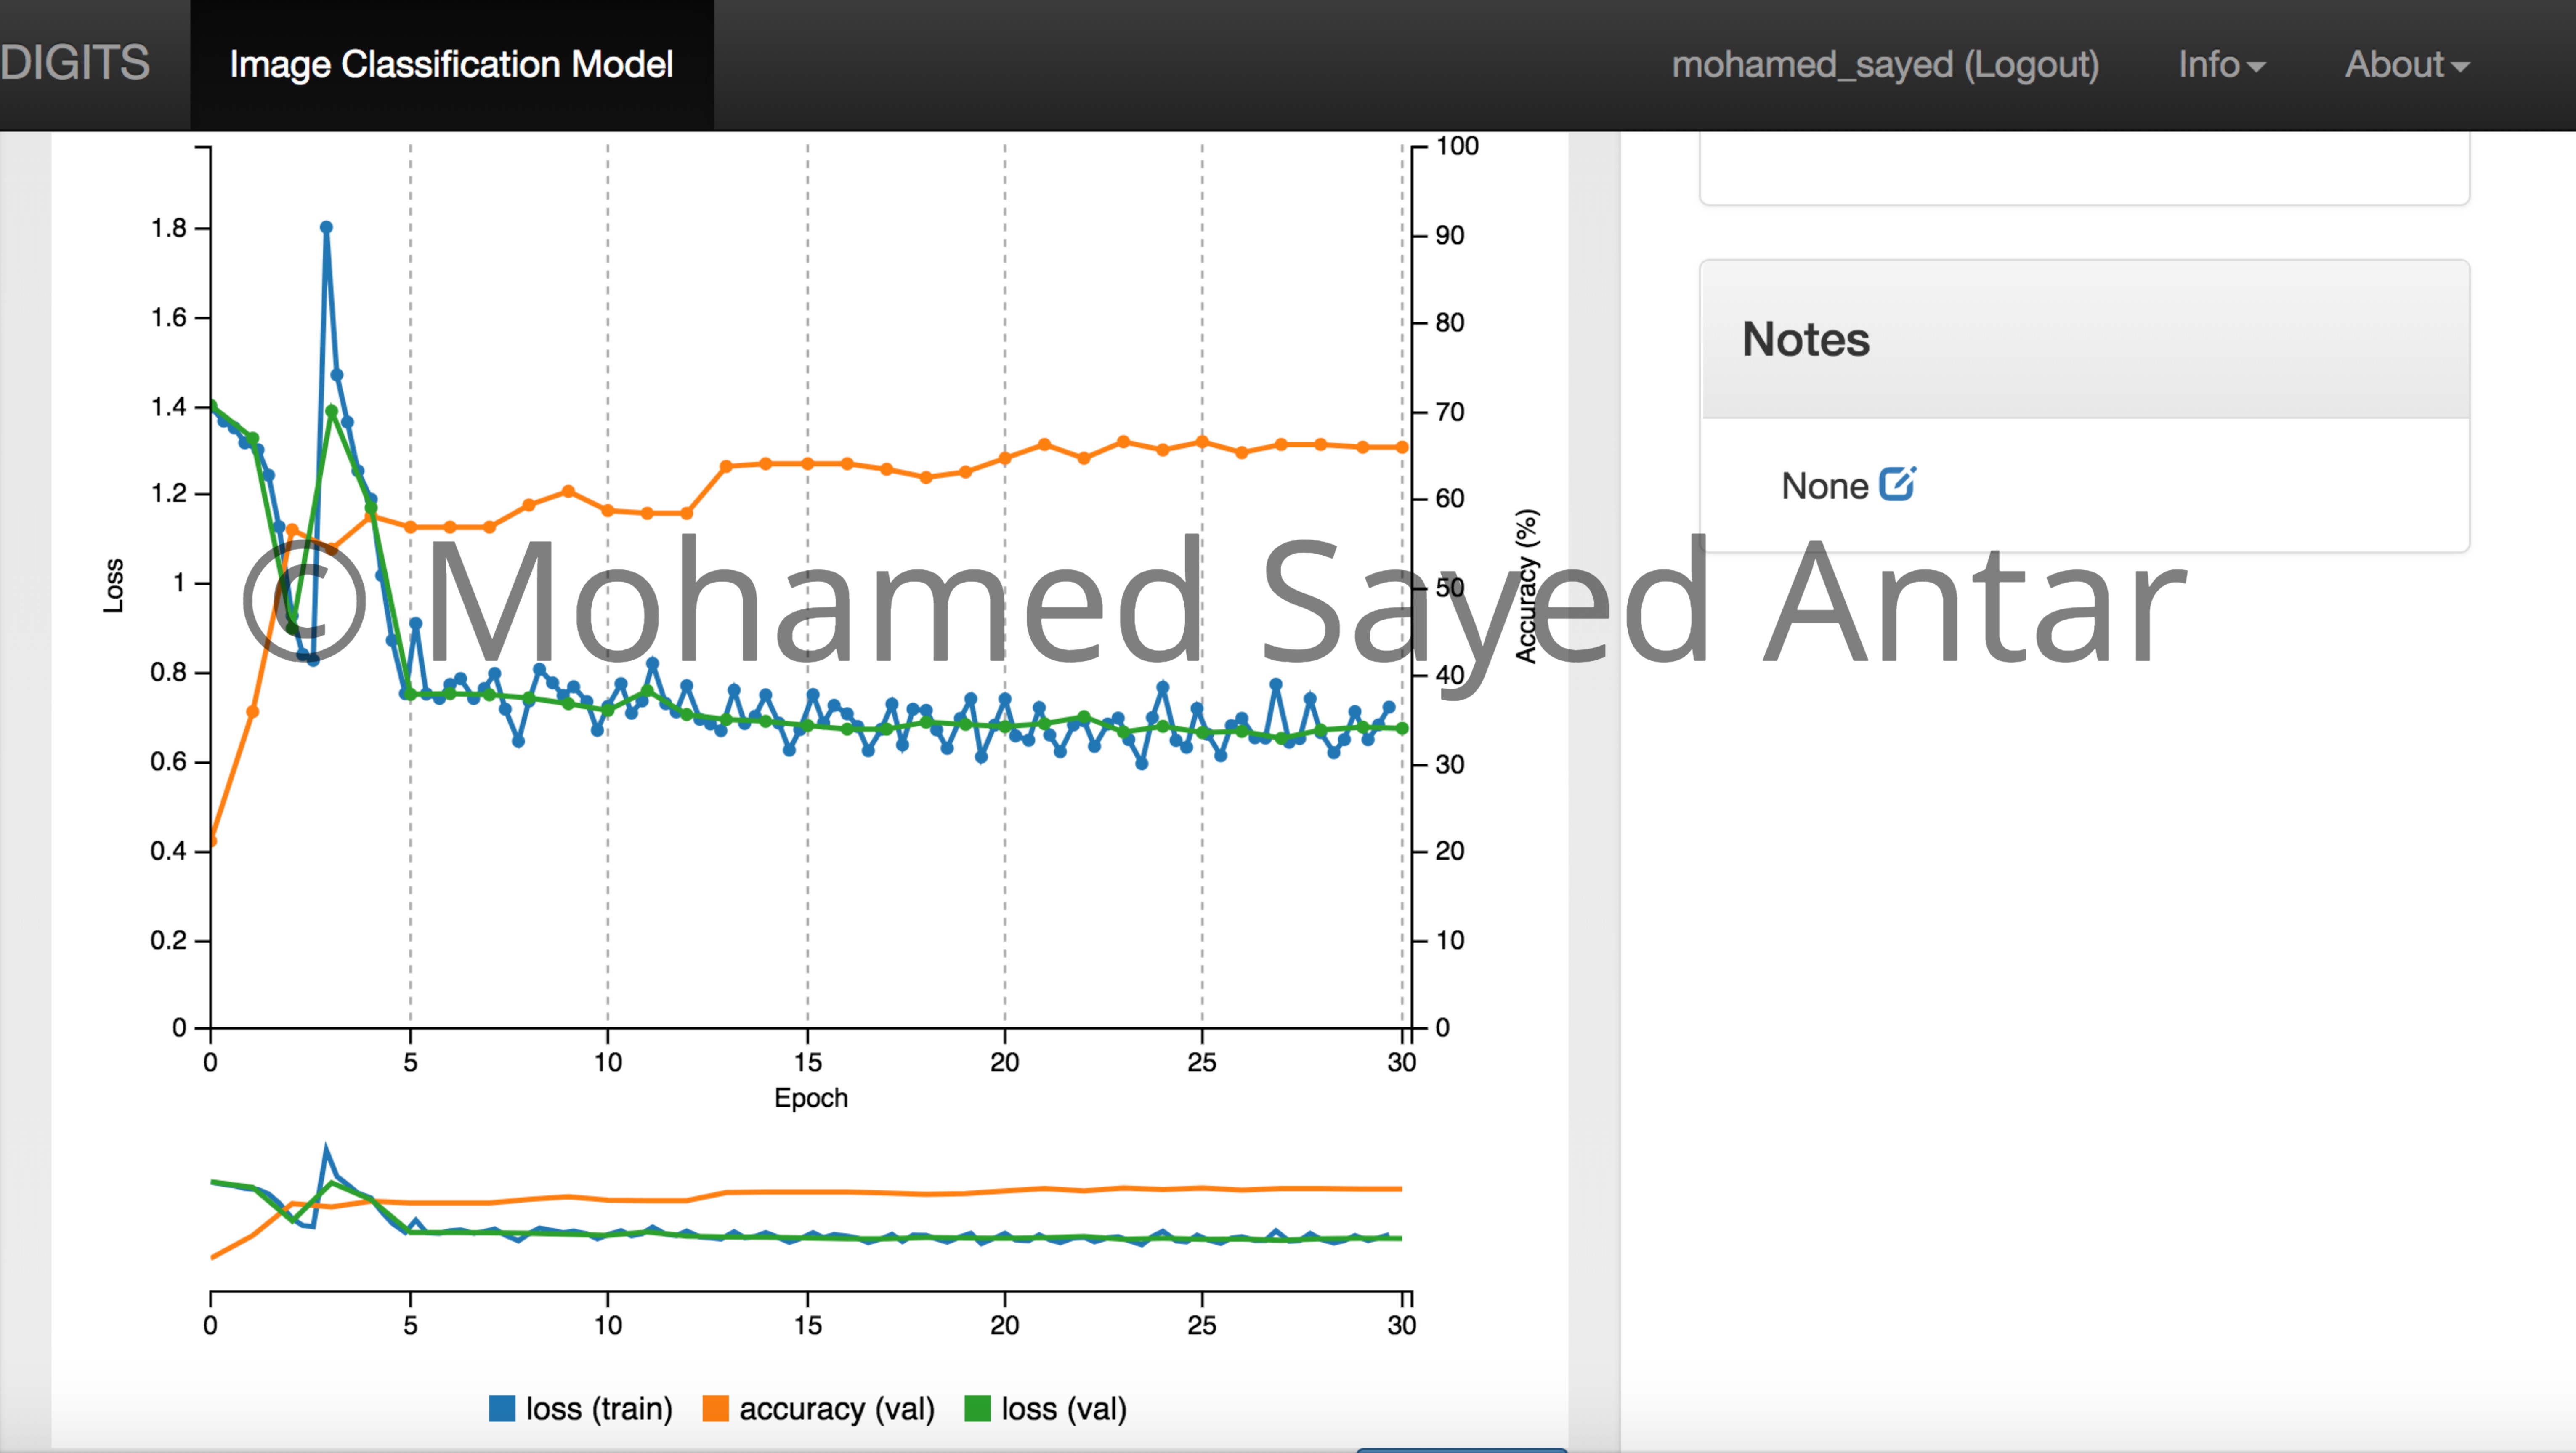 DIGITS Image Classification Model mohamed_sayed (Logout) Info About
100
1.8
90
1.6
80
1.4
70
1.2
60
1
50
0.8
40
0.6
30
0.4
20
0.2
10
0
0
Loss
Accuracy (%)
0 5 10 15 20 25 30
Epoch
0 5 10 15 20 25 30
loss (train) accuracy (val) loss (val)
Notes
None
© Mohamed Sayed Antar